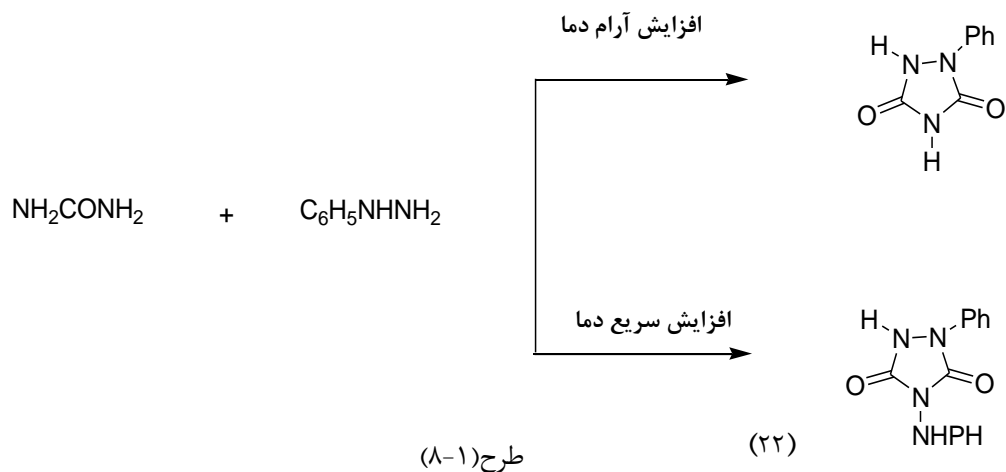 افزایش آرام دما
H N N Ph
O N O
H
NH₂CONH₂ + C₆H₅NHNH₂
افزایش سریع دما
H N N Ph
O N O
NHPH
(۲۲)
طرح(۱-۸)